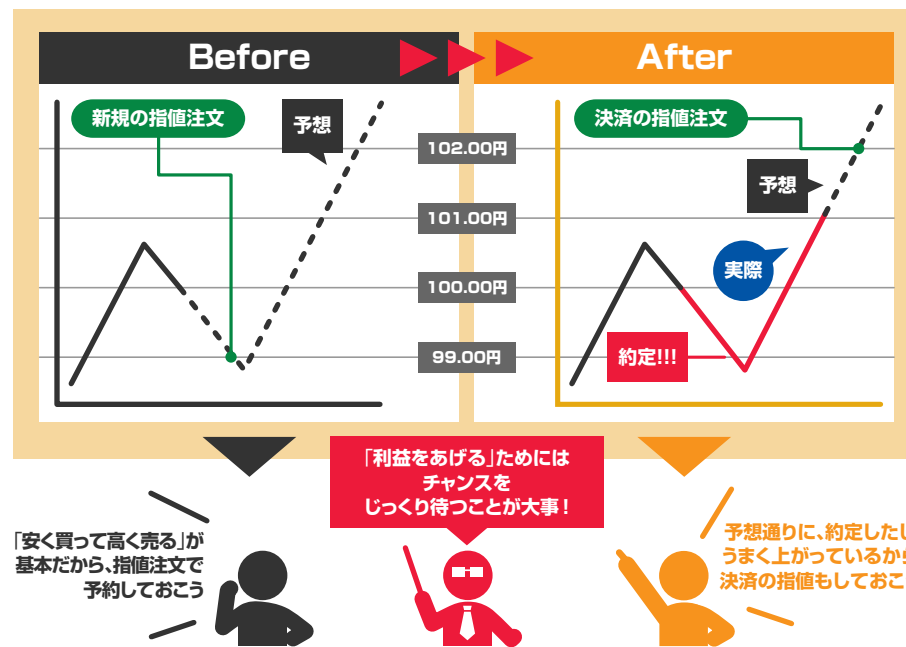 Before
After
新規の指値注文
予想
102.00円
101.00円
100.00円
99.00円
決済の指値注文
予想
実際
約定!!!
「安く買って高く売る」が
基本だから、指値注文で
予約しておこう
「利益をあげる」ためには
チャンスを
じっくり待つことが大事!
予想通りに、約定したし
うまく上がっているから
決済の指値もしておこ